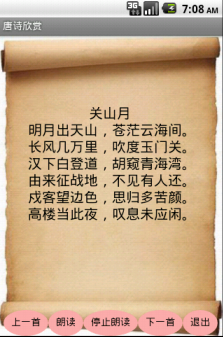 3G 7:08 AM
唐诗欣赏
关山月
明月出天山，苍茫云海间。
长风几万里，吹度玉门关。
汉下白登道，胡窥青海湾。
由来征战地，不见有人还。
戍客望边色，思归多苦颜。
高楼当此夜，叹息未应闲。
上一首 朗读 停止朗读 下一首 退出